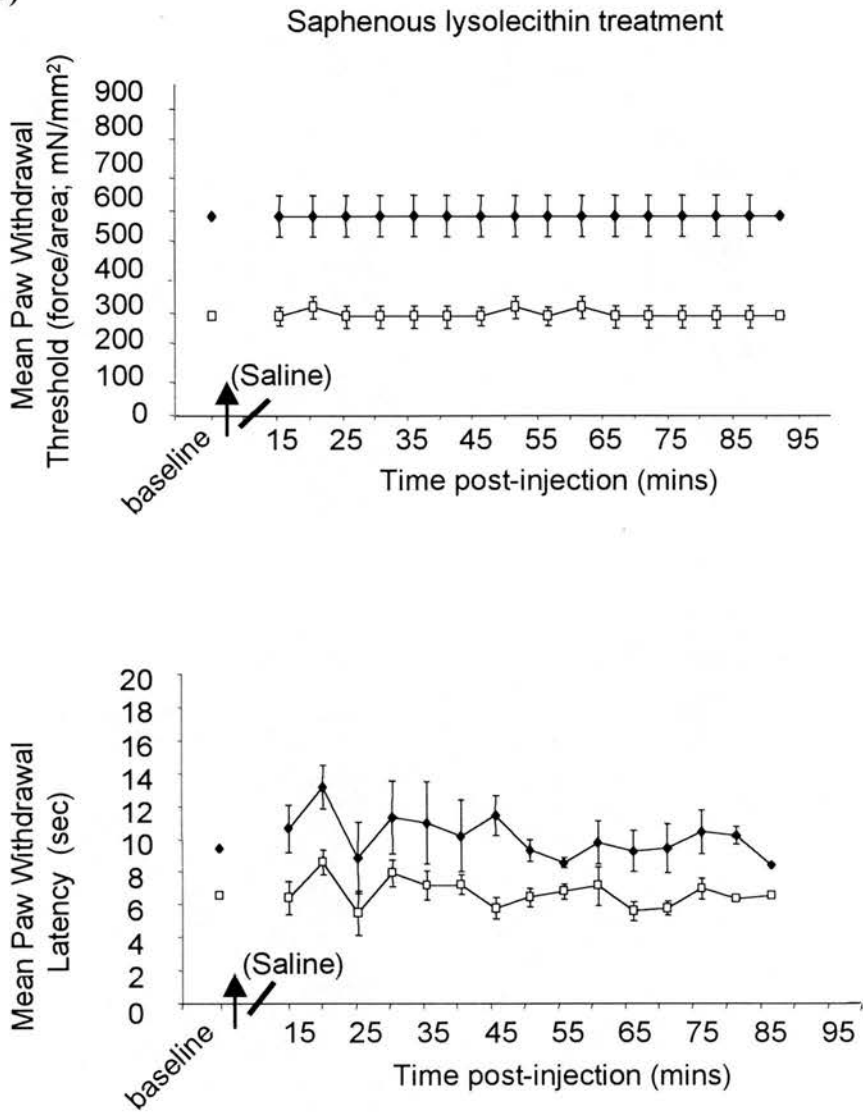 )
Saphenous lysolecithin treatment
Mean Paw Withdrawal
Threshold (force/area; mN/mm²)
900
800
700
600
500
400
300
200
100
0
(Saline)
baseline
15 25 35 45 55 65 75 85 95
Time post-injection (mins)
Mean Paw Withdrawal
Latency (sec)
20
18
16
14
12
10
8
6
4
2
0
(Saline)
baseline
15 25 35 45 55 65 75 85 95
Time post-injection (mins)